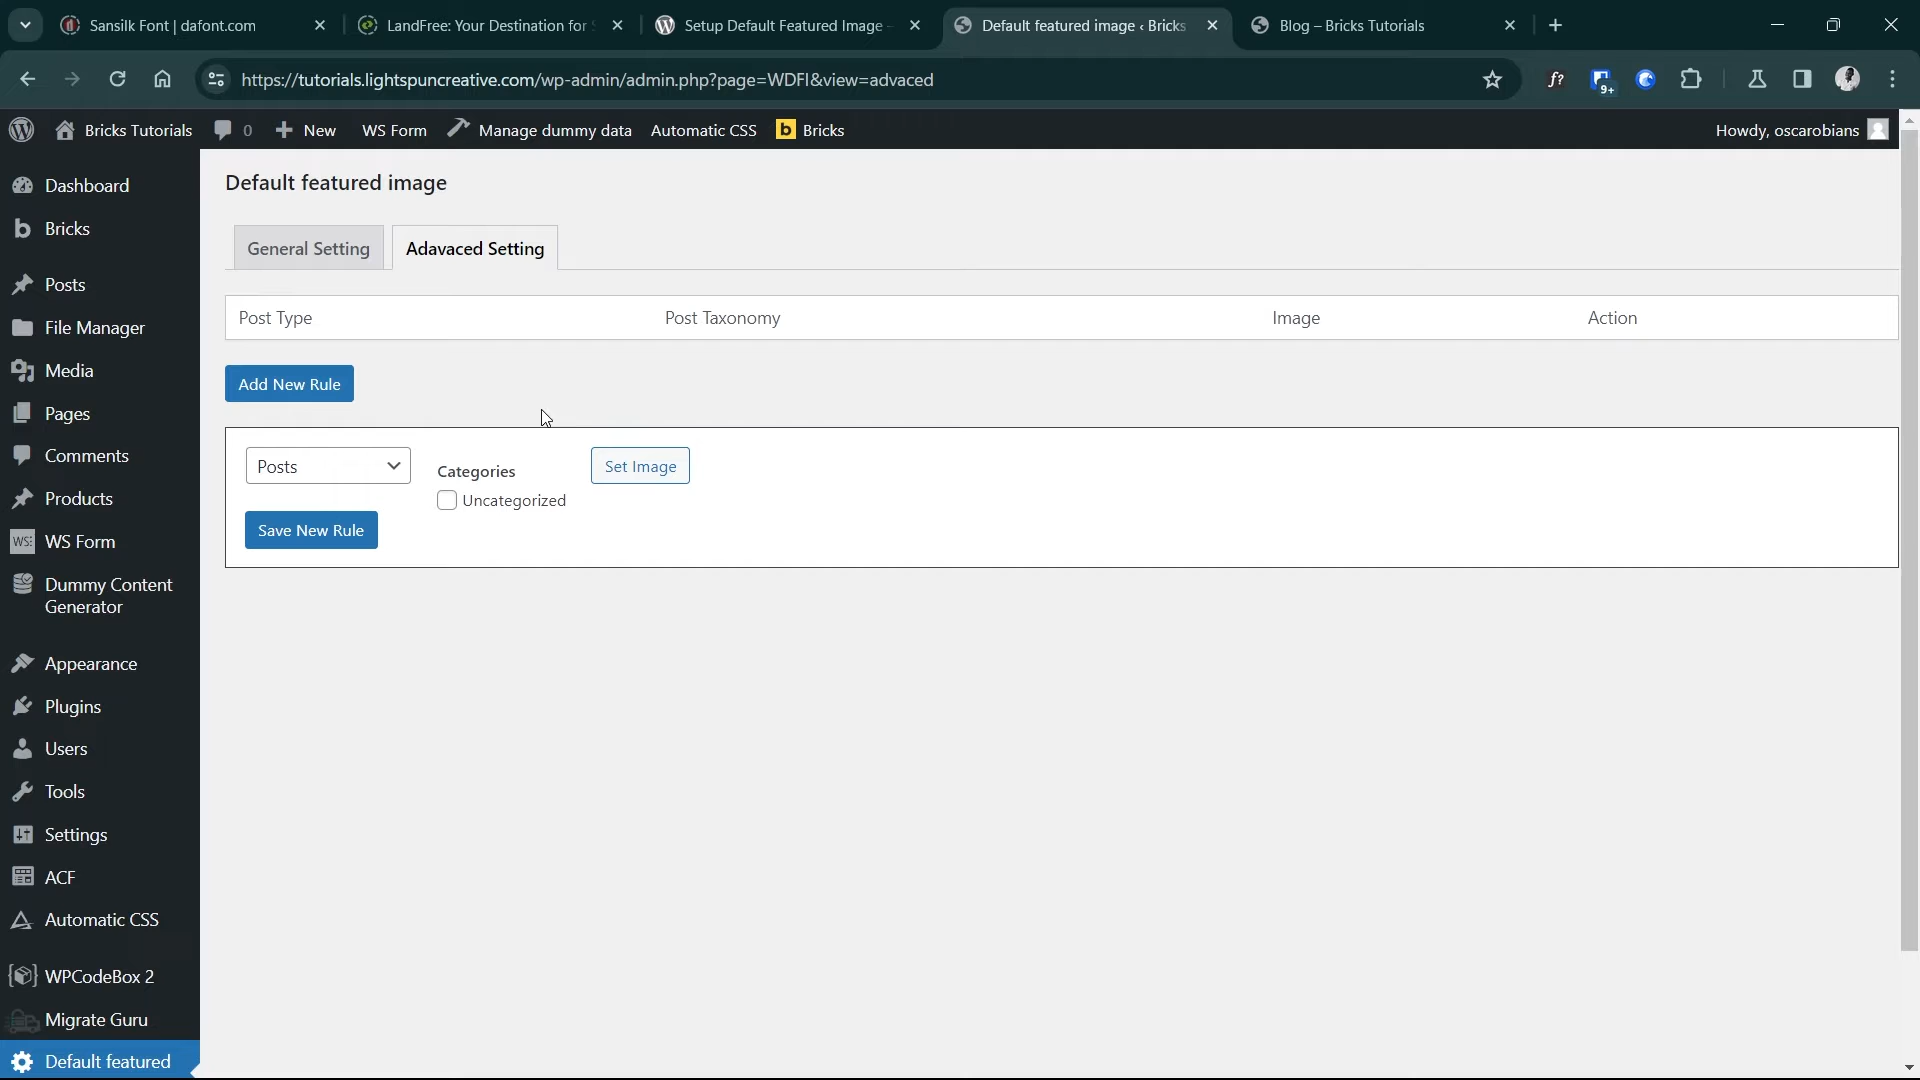 Sansilk Font | dafont.com
LandFree: Your Destination for
Setup Default Featured Image
Default featured image ‹ Bricks
Blog – Bricks Tutorials
https://tutorials.lightspuncreative.com/wp-admin/admin.php?page=WDFI&view=advaced
f?
9+
Bricks Tutorials
0
New
WS Form
Manage dummy data
Automatic CSS
b
Bricks
Howdy, oscarobians
Dashboard
b Bricks
Posts
File Manager
Media
Pages
Comments
Products
WS Form
Dummy Content
Generator
Appearance
Plugins
Users
Tools
Settings
ACF
Automatic CSS
WPCodeBox 2
Migrate Guru
Default featured
Default featured image
General Setting
Adavaced Setting
Post Type
Post Taxonomy
Image
Action
Add New Rule
Posts
Categories
Uncategorized
Set Image
Save New Rule